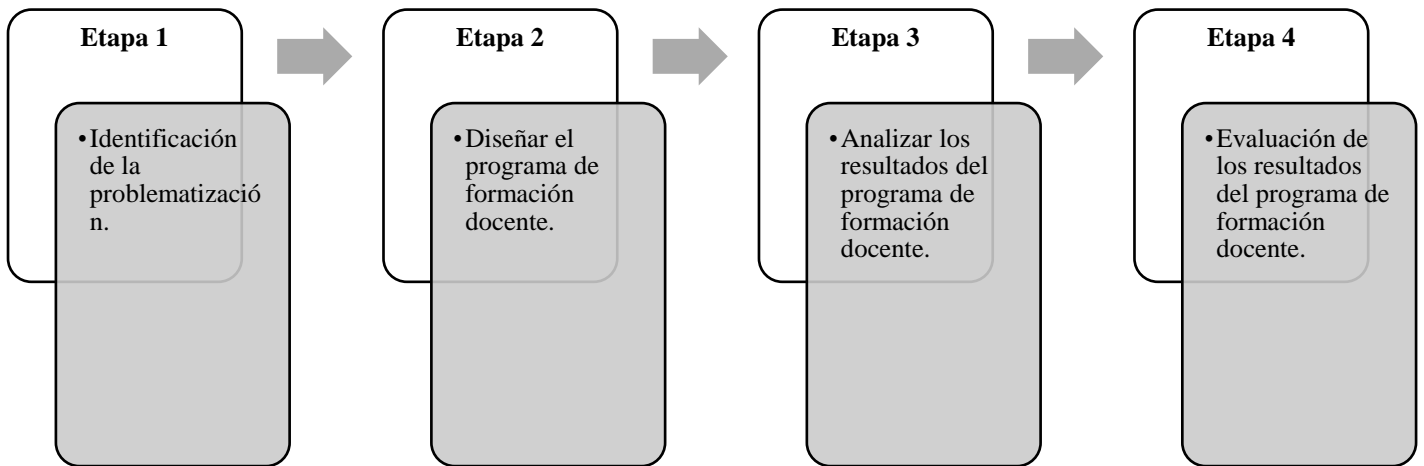 Etapa 1
•Identificación
de la
problematizació
n.
Etapa 2
•Diseñar el
programa de
formación
docente.
Etapa 3
•Analizar los
resultados del
programa de
formación
docente.
Etapa 4
•Evaluación de
los resultados
del programa de
formación
docente.